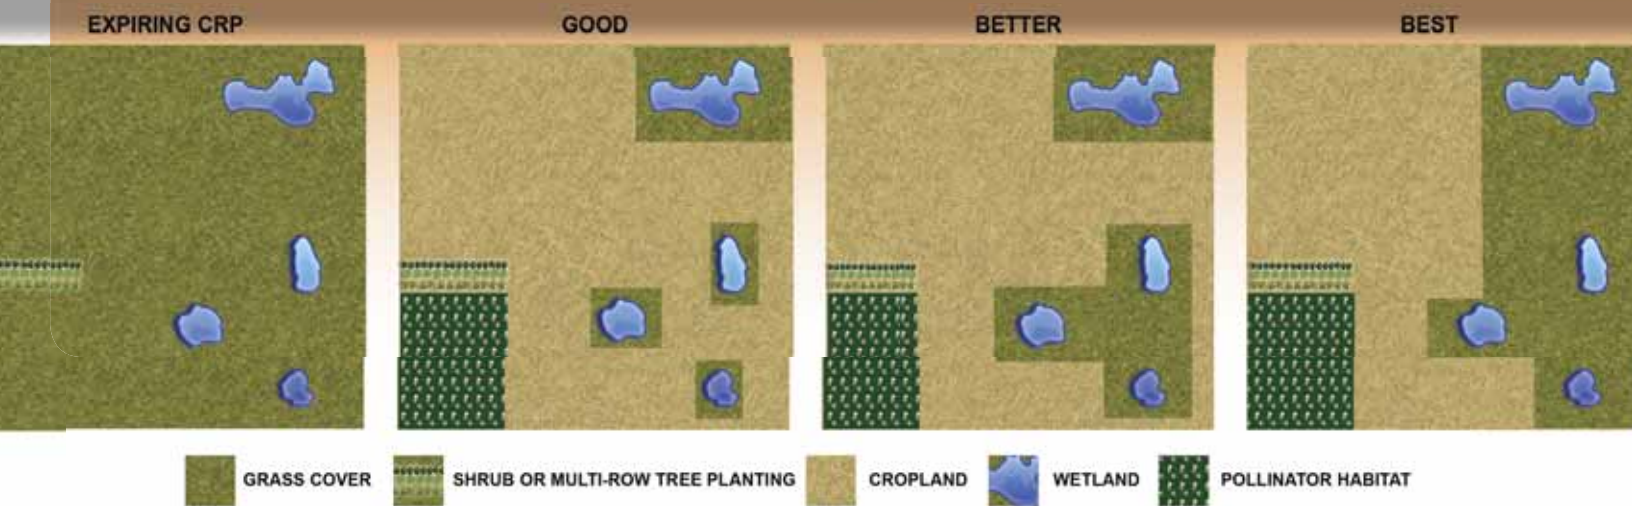 EXPIRING CRP
GOOD
BETTER
BEST
GRASS COVER
SHRUB OR MULTI-ROW TREE PLANTING
CROPLAND
WETLAND
POLLINATOR HABITAT